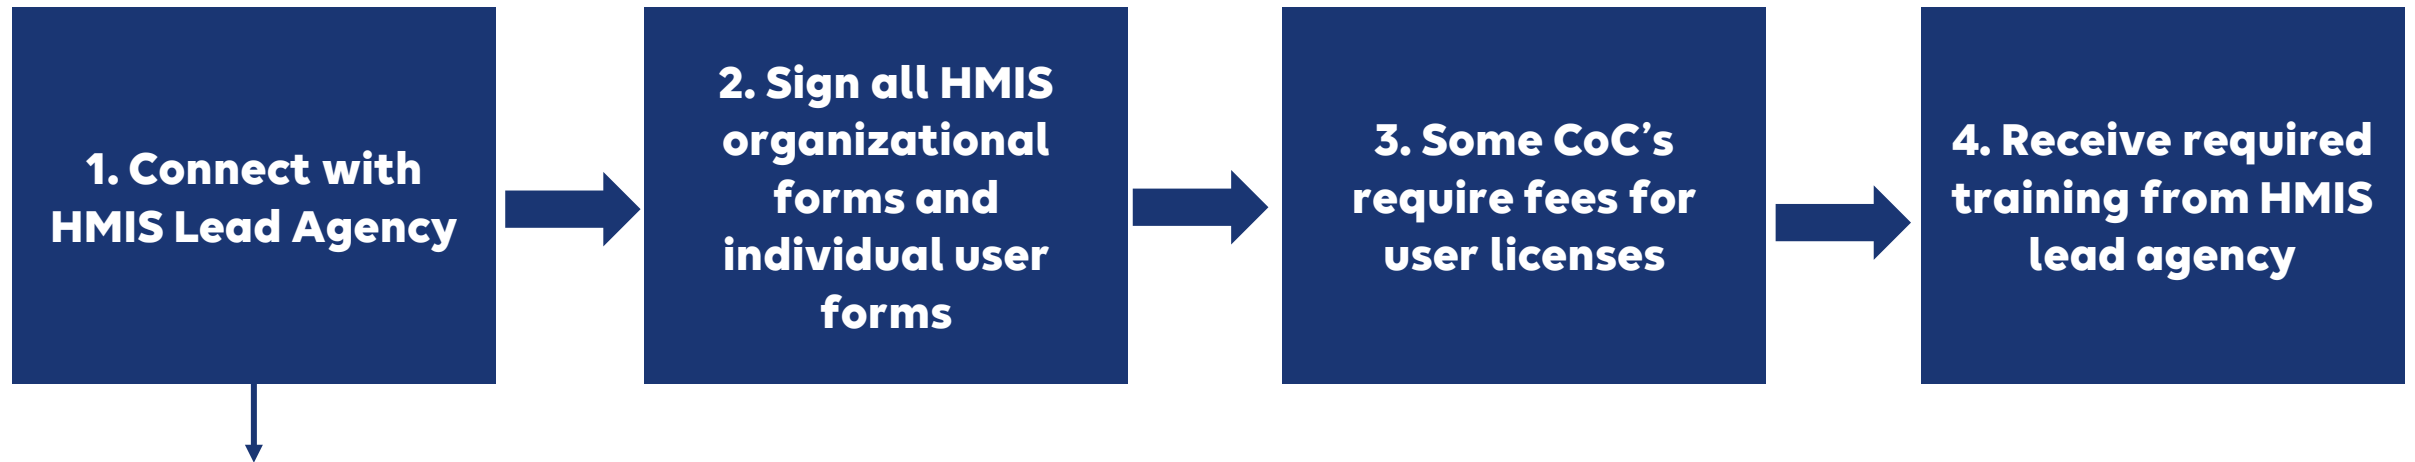 1. Connect with
HMIS Lead Agency
2. Sign all HMIS
organizational
forms and
individual user
forms
3. Some CoC’s
require fees for
user licenses
4. Receive required
training from HMIS
lead agency